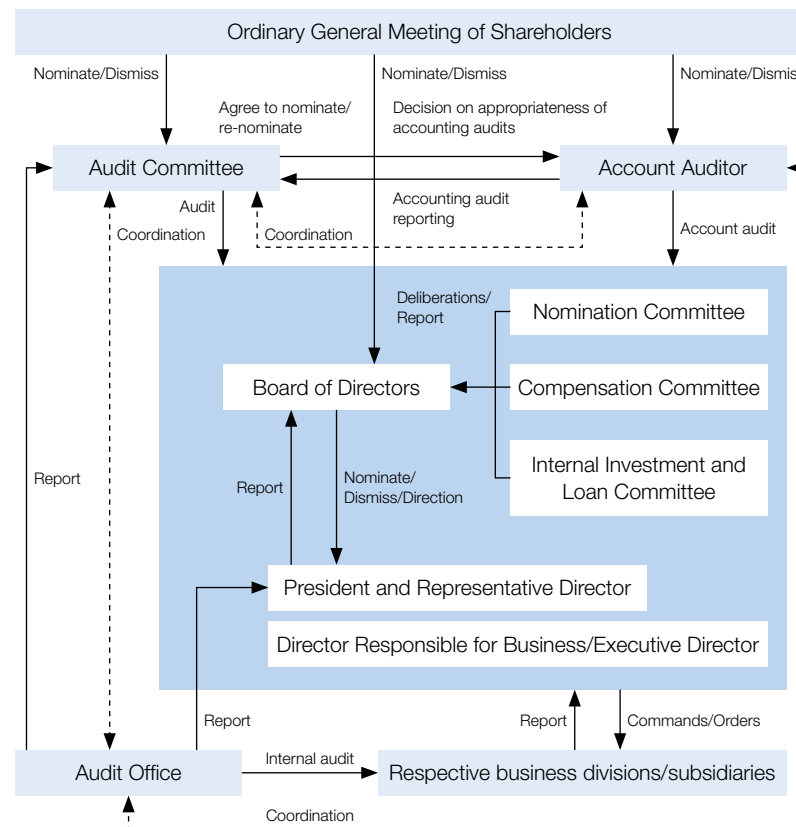 Ordinary General Meeting of Shareholders
Nominate/Dismiss
Nominate/Dismiss
Nominate/Dismis
Agree to nominate/
re-nominate
Decision on appropriateness of
accounting audits
Audit Committee
Account Auditor
Audit
Accounting audit
reporting
Coordination
Coordination
Account audit
Deliberations/
Report
Nomination Committee
Board of Directors
Compensation Committee
Report
Report
Nominate/
Dismiss/Direction
Internal Investment and
Loan Committee
President and Representative Director
Director Responsible for Business/Executive Director
Report
Report
Commands/Orders
Audit Office
Internal audit
Respective business divisions/subsidiaries
Coordination